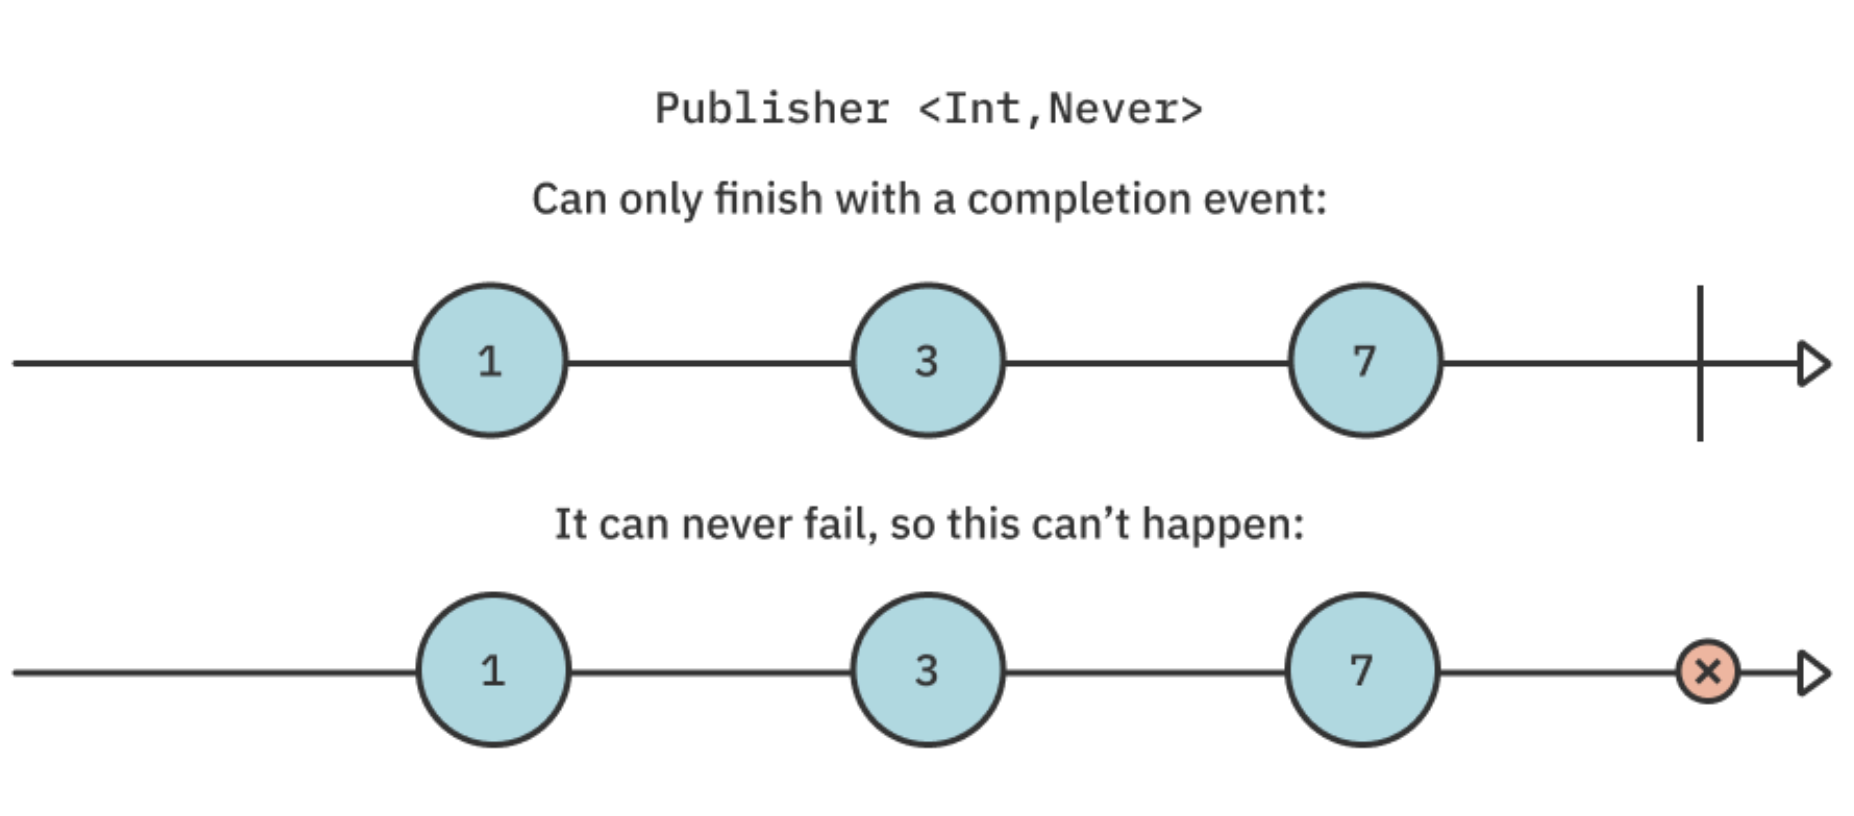 Publisher <Int,Never>
Can only finish with a completion event:
1 3 7
It can never fail, so this can’t happen:
1 3 7